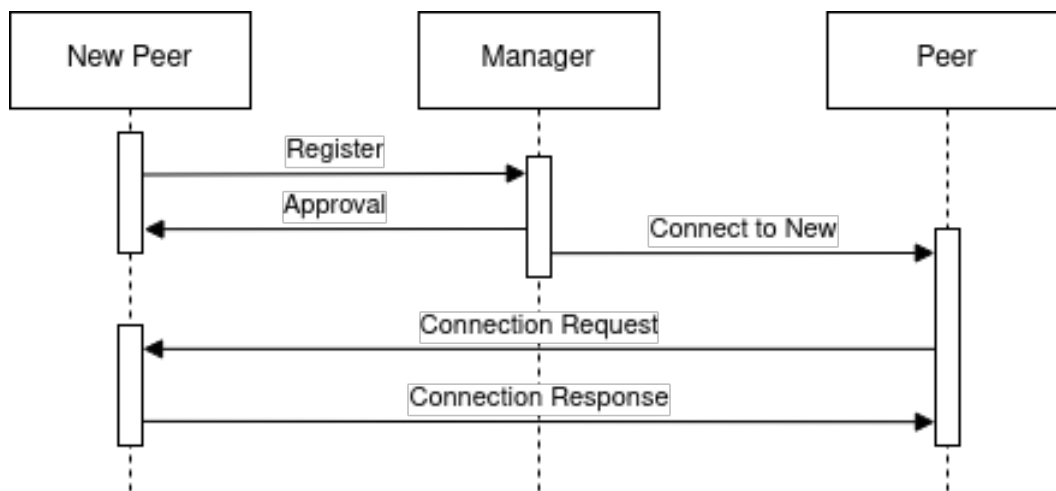 New Peer
Manager
Peer
Register
Approval
Connect to New
Connection Request
Connection Response